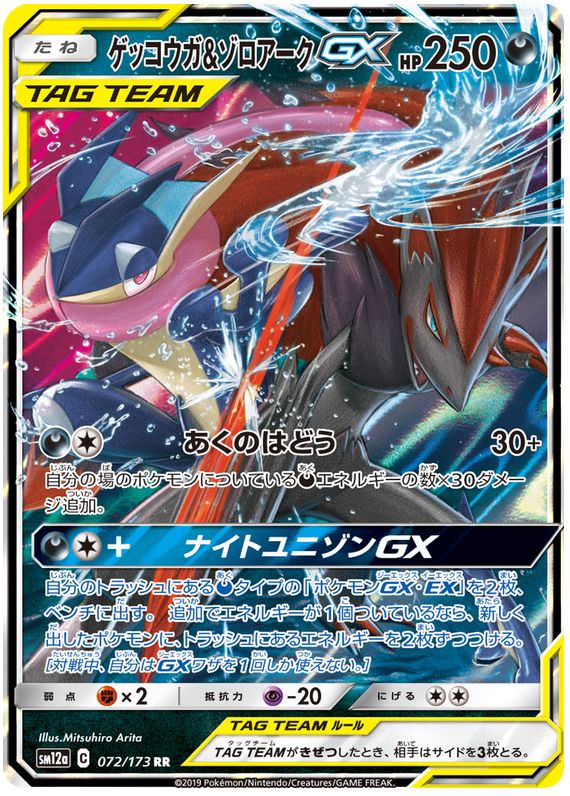 たね ゲッコウガ&ゾロアークGX HP250
TAG TEAM
あくのはどう 30+
自分の場のポケモンについているエネルギーの数×30ダメー
ジ追加。
+ ナイトユニゾンGX
自分のトラッシュにあるタイプの「ポケモンGX・EX」を2枚、
ベンチに出す。 追加でエネルギーが1個ついているなら、新しく
出したポケモンに、トラッシュにあるエネルギーを2枚ずつつける。
[対戦中、自分はGXワザを1回しか使えない。]
弱点 ×2 抵抗力 -20 にげる
Illus.Mitsuhiro Arita
TAG TEAM ルール
TAG TEAMがきぜつしたとき、相手はサイドを3枚とる。
sm12a C 072/173 RR
©2019 Pokémon/Nintendo/Creatures/GAME FREAK.